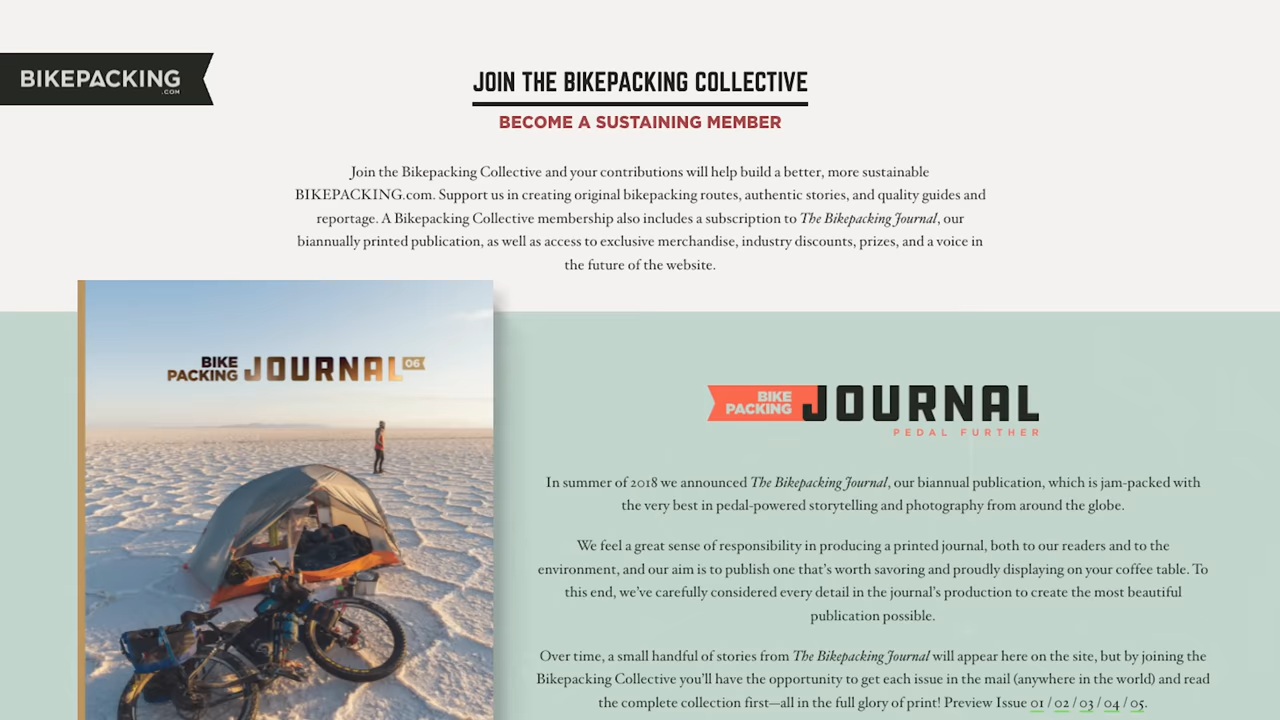 BIKEPACKING
.COM
JOIN THE BIKEPACKING COLLECTIVE
BECOME A SUSTAINING MEMBER
Join the Bikepacking Collective and your contributions will help build a better, more sustainable
BIKEPACKING.com. Support us in creating original bikepacking routes, authentic stories, and quality guides and
reportage. A Bikepacking Collective membership also includes a subscription to The Bikepacking Journal, our
biannually printed publication, as well as access to exclusive merchandise, industry discounts, prizes, and a voice in
the future of the website.
BIKE
PACKING JOURNAL 06
BIKE
PACKING JOURNAL
PEDAL FURTHER
In summer of 2018 we announced The Bikepacking Journal, our biannual publication, which is jam-packed with
the very best in pedal-powered storytelling and photography from around the globe.
We feel a great sense of responsibility in producing a printed journal, both to our readers and to the
environment, and our aim is to publish one that's worth savoring and proudly displaying on your coffee table. To
this end, we've carefully considered every detail in the journal's production to create the most beautiful
publication possible.
Over time, a small handful of stories from The Bikepacking Journal will appear here on the site, but by joining the
Bikepacking Collective you'll have the opportunity to get each issue in the mail (anywhere in the world) and read
the complete collection first—all in the full glory of print! Preview Issue 01 / 02 / 03 / 04 / 05.